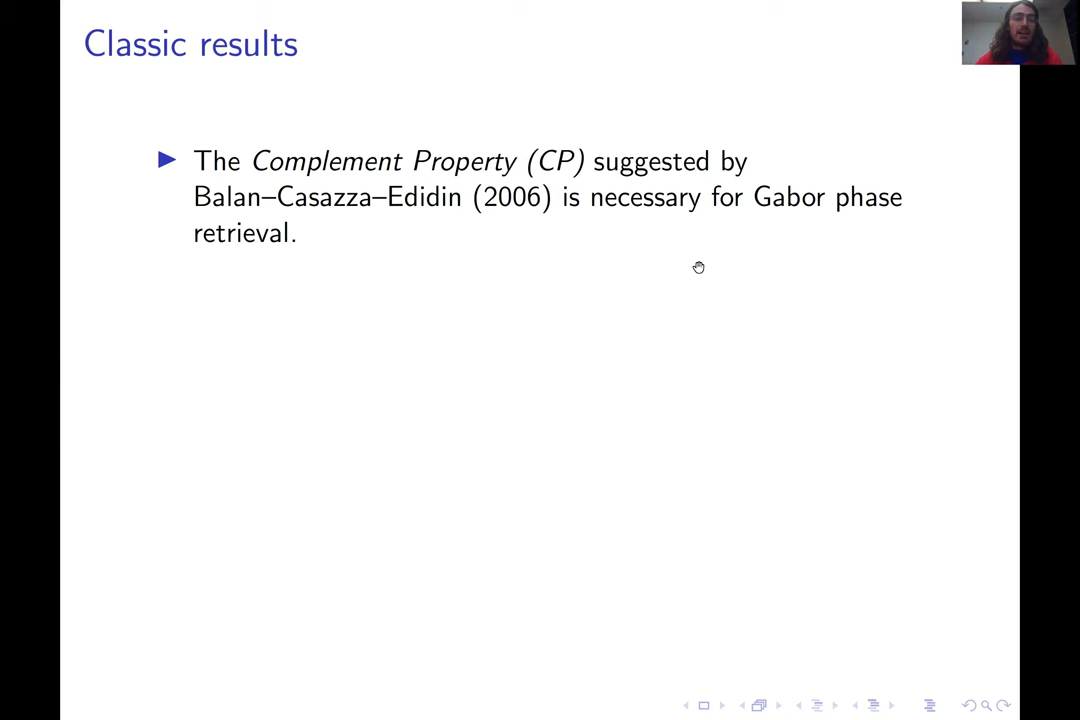 Classic results
The Complement Property (CP) suggested by
Balan–Casazza–Edidin (2006) is necessary for Gabor phase
retrieval.